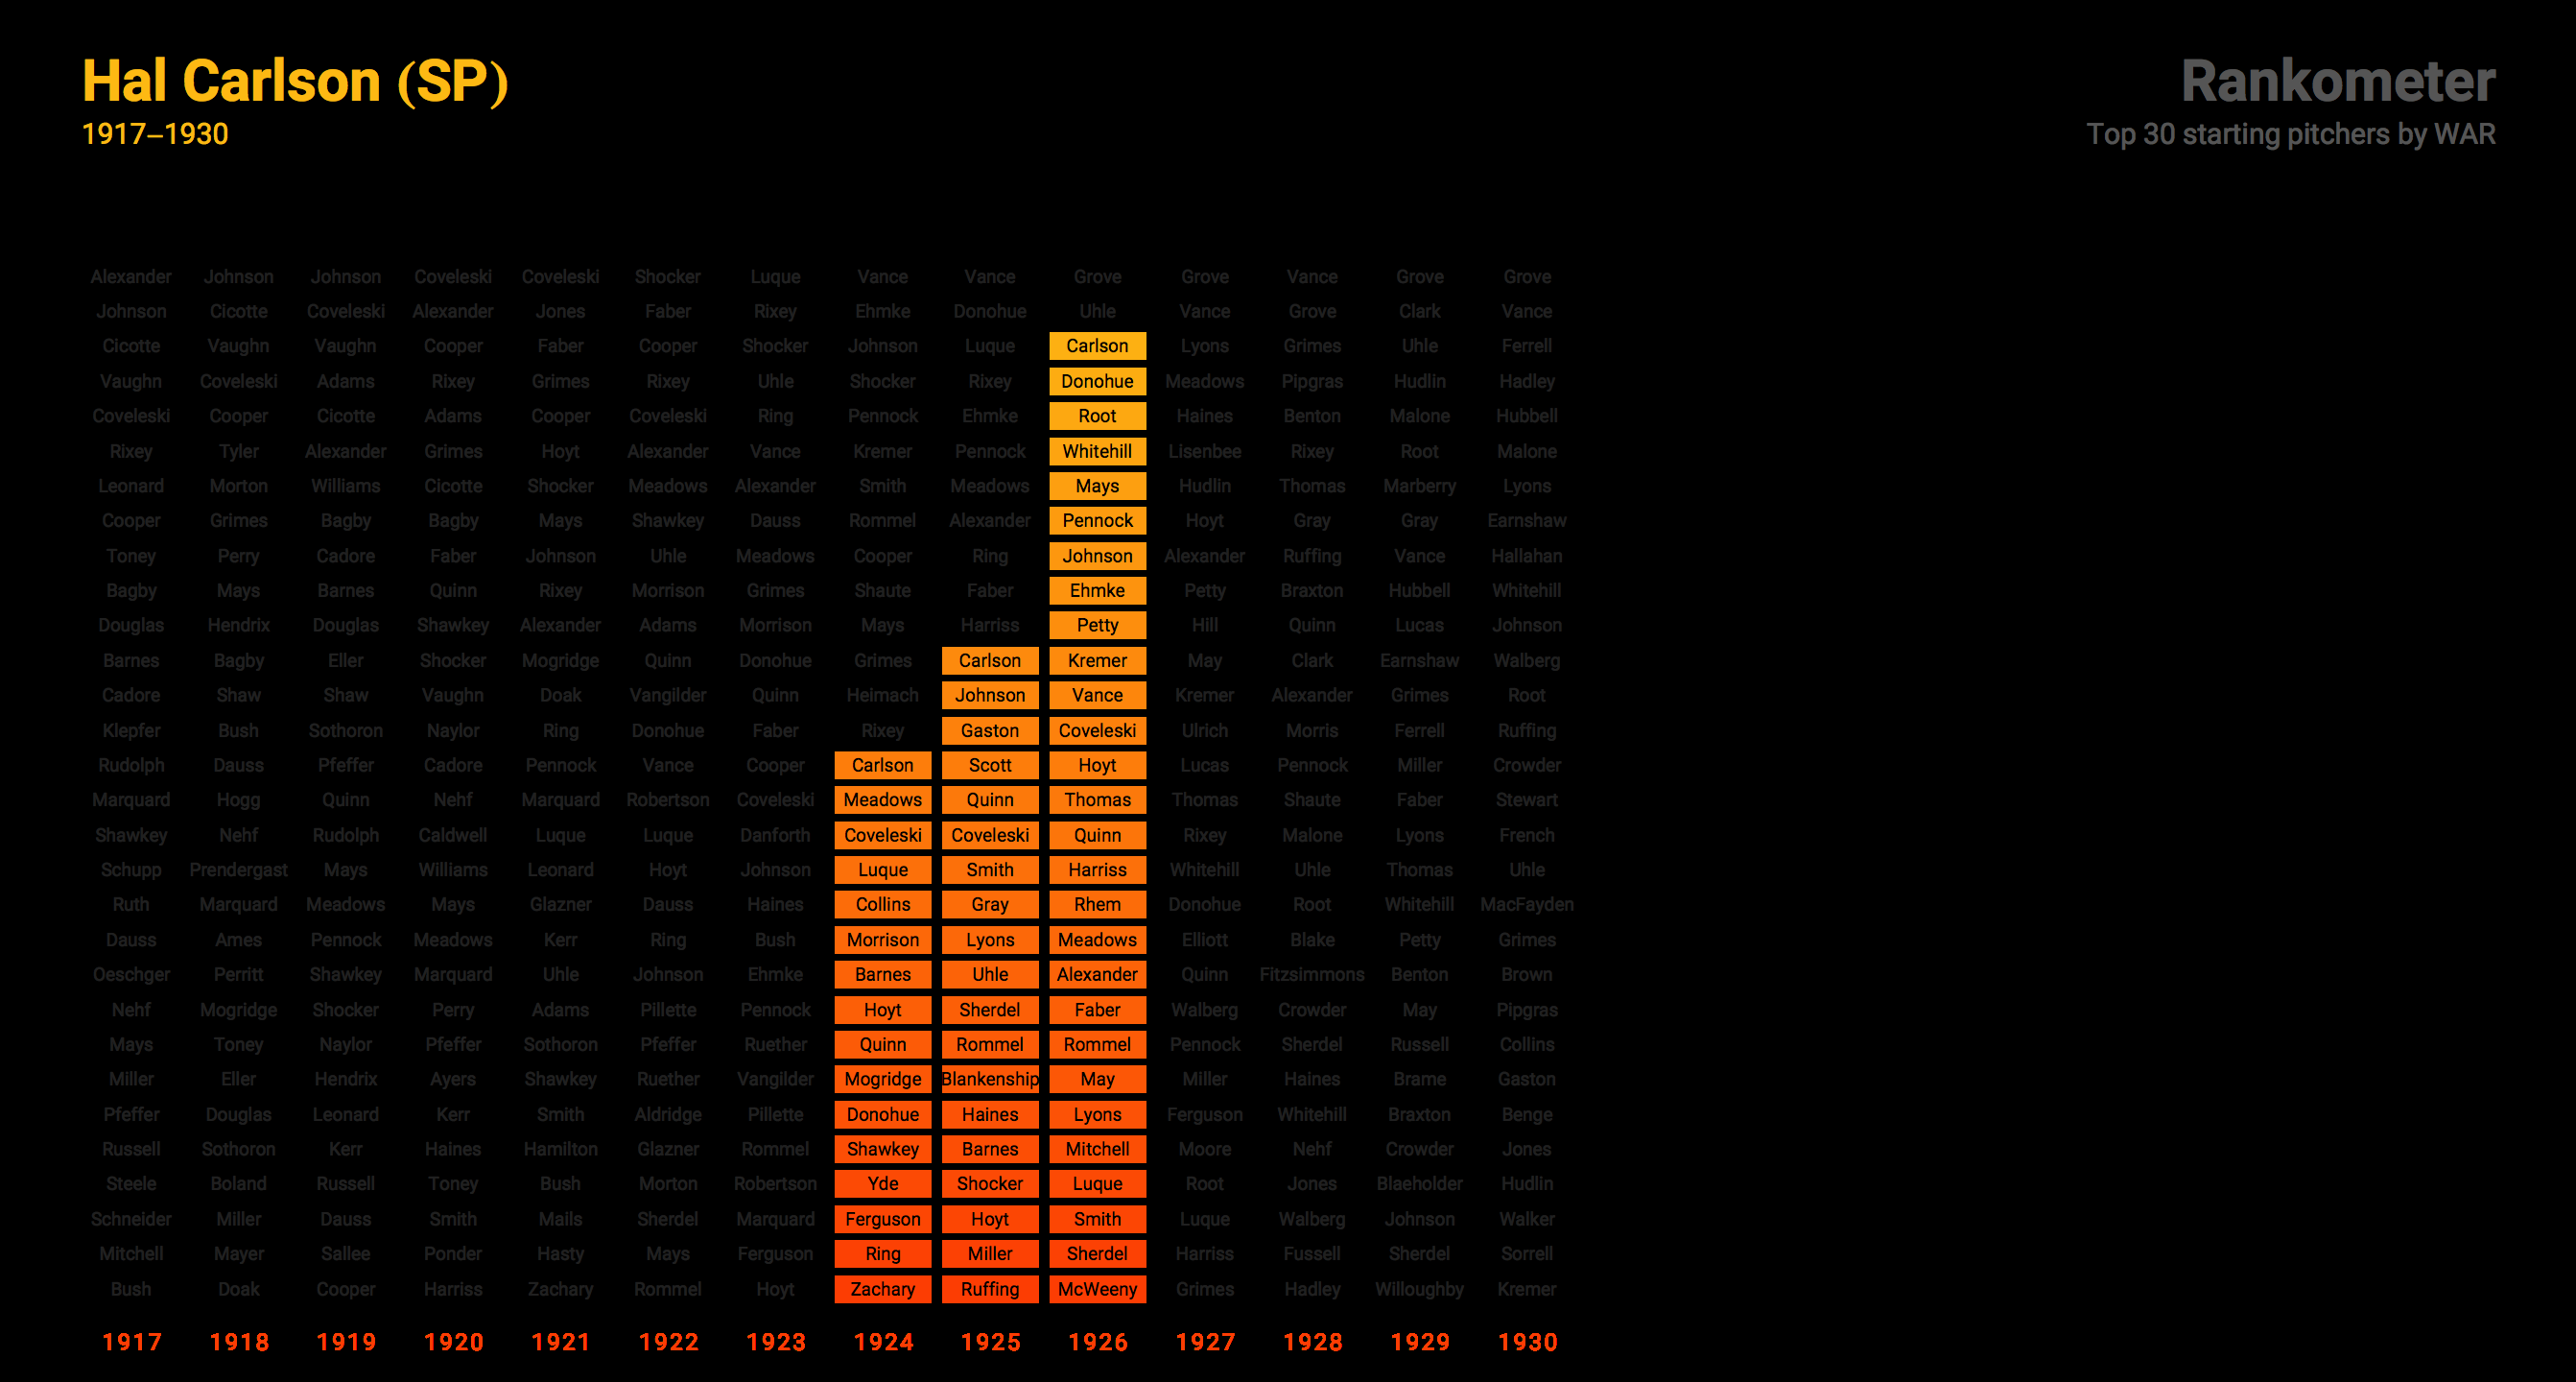 Hal Carlson (SP)
1917–1930
Rankometer
Top 30 starting pitchers by WAR
Alexander Johnson Johnson Coveleski Coveleski Shocker Luque Vance Vance Grove Grove Vance Grove Grove
Johnson Cicotte Coveleski Alexander Jones Faber Rixey Ehmke Donohue Uhle Vance Grove Clark Vance
Cicotte Vaughn Vaughn Cooper Faber Cooper Shocker Johnson Luque Carlson Lyons Grimes Uhle Ferrell
Vaughn Coveleski Adams Rixey Grimes Rixey Uhle Shocker Rixey Donohue Meadows Pipgras Hudlin Hadley
Coveleski Cooper Cicotte Adams Cooper Coveleski Ring Pennock Ehmke Root Haines Benton Malone Hubbell
Rixey Tyler Alexander Grimes Hoyt Alexander Vance Kremer Pennock Whitehill Lisenbee Rixey Root Malone
Leonard Morton Williams Cicotte Shocker Meadows Alexander Smith Meadows Mays Hudlin Thomas Marberry Lyons
Cooper Grimes Bagby Bagby Mays Shawkey Dauss Rommel Alexander Pennock Hoyt Gray Gray Earnshaw
Toney Perry Cadore Faber Johnson Uhle Meadows Cooper Ring Johnson Alexander Ruffing Vance Hallahan
Bagby Mays Barnes Quinn Rixey Morrison Grimes Shaute Faber Ehmke Petty Braxton Hubbell Whitehill
Douglas Hendrix Douglas Shawkey Alexander Adams Morrison Mays Harriss Petty Hill Quinn Lucas Johnson
Barnes Bagby Eller Shocker Mogridge Quinn Donohue Grimes Carlson Kremer May Clark Earnshaw Walberg
Cadore Shaw Shaw Vaughn Doak Vangilder Quinn Heimach Johnson Vance Kremer Alexander Grimes Root
Klepfer Bush Sothoron Naylor Ring Donohue Faber Rixey Gaston Coveleski Ulrich Morris Ferrell Ruffing
Rudolph Dauss Pfeffer Cadore Pennock Vance Cooper Carlson Scott Hoyt Lucas Pennock Miller Crowder
Marquard Hogg Quinn Nehf Marquard Robertson Coveleski Meadows Quinn Thomas Thomas Shaute Faber Stewart
Shawkey Nehf Rudolph Caldwell Luque Luque Danforth Coveleski Coveleski Quinn Rixey Malone Lyons French
Schupp Prendergast Mays Williams Leonard Hoyt Johnson Luque Smith Harriss Whitehill Uhle Thomas Uhle
Ruth Marquard Meadows Mays Glazner Dauss Haines Collins Gray Rhem Donohue Root Whitehill MacFayden
Dauss Ames Pennock Meadows Kerr Ring Bush Morrison Lyons Meadows Elliott Blake Petty Grimes
Oeschger Perritt Shawkey Marquard Uhle Johnson Ehmke Barnes Uhle Alexander Quinn Fitzsimmons Benton Brown
Nehf Mogridge Shocker Perry Adams Pillette Pennock Hoyt Sherdel Faber Walberg Crowder May Pipgras
Mays Toney Naylor Pfeffer Sothoron Pfeffer Ruether Quinn Rommel Rommel Pennock Sherdel Russell Collins
Miller Eller Hendrix Ayers Shawkey Ruether Vangilder Mogridge Blankenship May Miller Haines Brame Gaston
Pfeffer Douglas Leonard Kerr Smith Aldridge Pillette Donohue Haines Lyons Ferguson Whitehill Braxton Benge
Russell Sothoron Kerr Haines Hamilton Glazner Rommel Shawkey Barnes Mitchell Moore Nehf Crowder Jones
Steele Boland Russell Toney Bush Morton Robertson Yde Shocker Luque Root Jones Blaeholder Hudlin
Schneider Miller Dauss Smith Mails Sherdel Marquard Ferguson Hoyt Smith Luque Walberg Johnson Walker
Mitchell Mayer Sallee Ponder Hasty Mays Ferguson Ring Miller Sherdel Harriss Fussell Sherdel Sorrell
Bush Doak Cooper Harriss Zachary Rommel Hoyt Zachary Ruffing McWeeny Grimes Hadley Willoughby Kremer
1917 1918 1919 1920 1921 1922 1923 1924 1925 1926 1927 1928 1929 1930